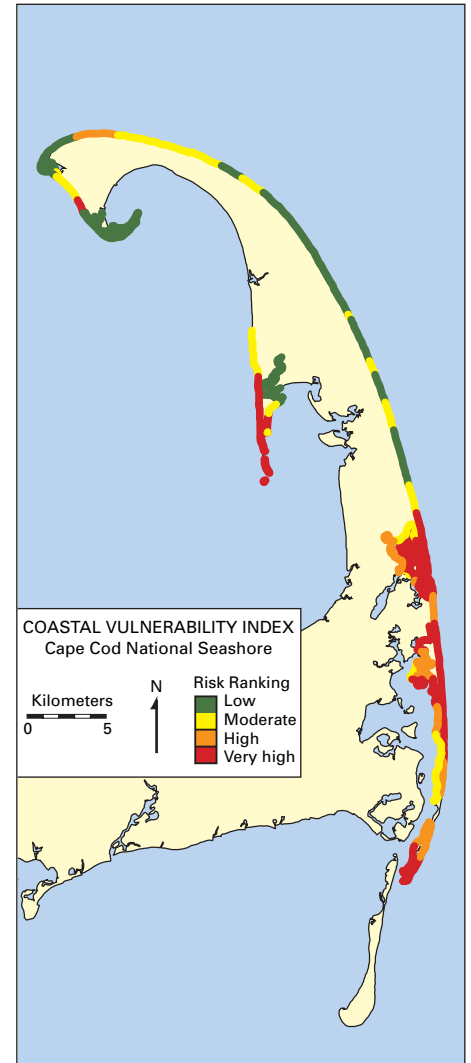 COASTAL VULNERABILITY INDEX
Cape Cod National Seashore
Kilometers
0 5
N
Risk Ranking
Low
Moderate
High
Very high